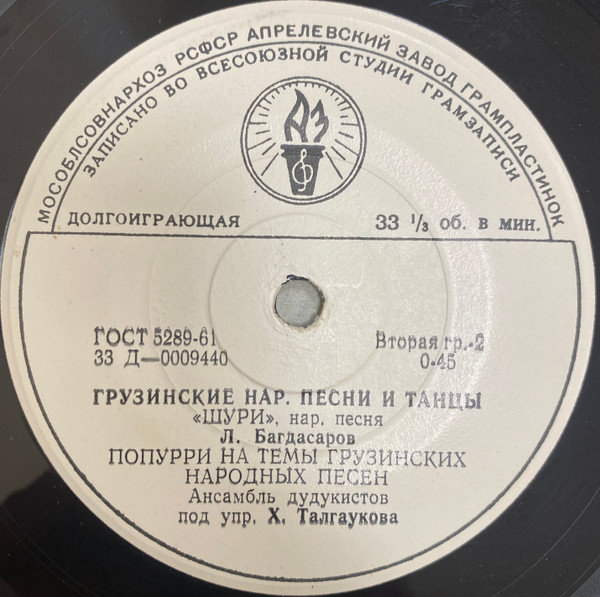 МОСОБЛСОВНАРХОЗ РСФСР АПРЕЛЕВСКИЙ ЗАВОД ГРАМПЛАСТИНОК
ЗАПИСАНО ВО ВСЕСОЮЗНОЙ СТУДИИ ГРАМЗАПИСИ
АЗ
ДОЛГОИГРАЮЩАЯ 33 1/3 об. в мин.
ГОСТ 5289-61 Вторая гр.-2
33 Д—0009440 0-45
ГРУЗИНСКИЕ НАР. ПЕСНИ И ТАНЦЫ
«ШУРИ», нар. песня
Л. Багдасаров
ПОПУРРИ НА ТЕМЫ ГРУЗИНСКИХ
НАРОДНЫХ ПЕСЕН
Ансамбль дудукистов
под упр. Х. Талгаукова